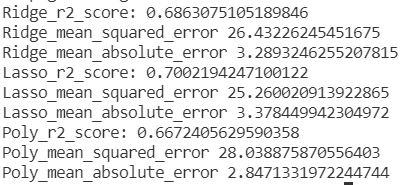 Ridge_r2_score: 0.6863075105189846
Ridge_mean_squared_error 26.43226245451675
Ridge_mean_absolute_error 3.2893246255207815
Lasso_r2_score: 0.7002194247100122
Lasso_mean_squared_error 25.260020913922865
Lasso_mean_absolute_error 3.378449942304972
Poly_r2_score: 0.6672405629590358
Poly_mean_squared_error 28.038875870556403
Poly_mean_absolute_error 2.8471331972244744